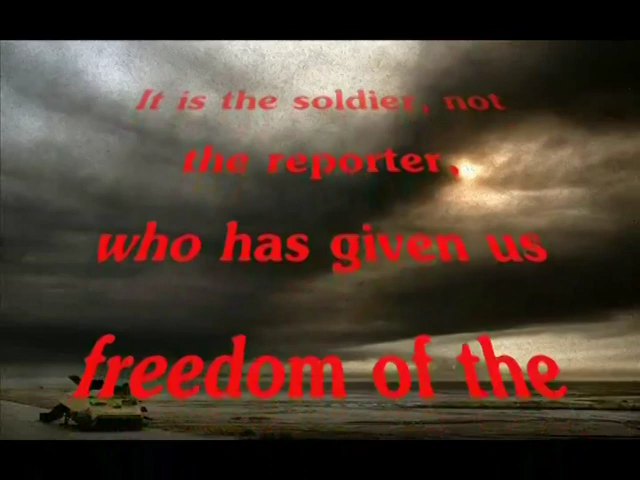 It is the soldier, not
the reporter,
who has given us
freedom of the